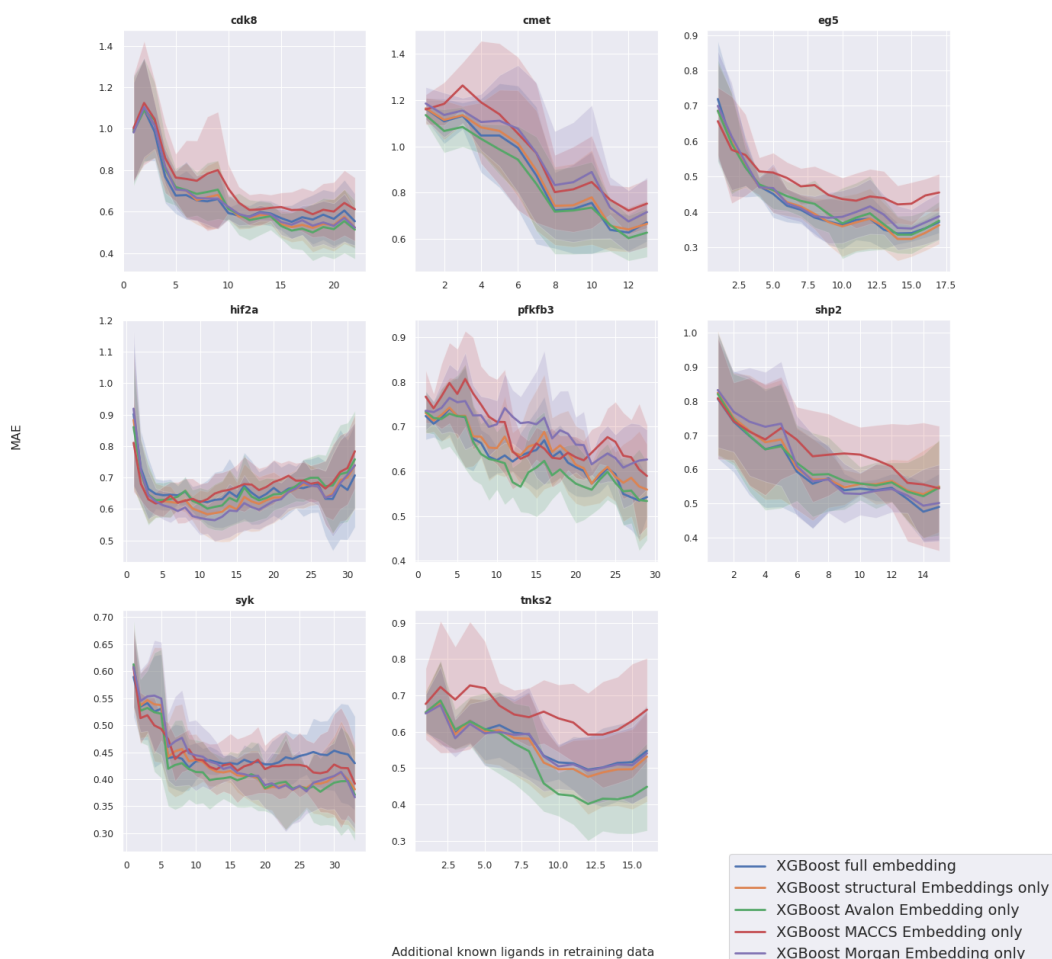 cdk8
cmet
eg5
1.4
1.2
1.0
0.8
0.6
0.4
0 5 10 15 20
1.4
1.2
1.0
0.8
0.6
2 4 6 8 10 12
0.9
0.8
0.7
0.6
0.5
0.4
0.3
2.5 5.0 7.5 10.0 12.5 15.0 17.5
hif2a
pfkfb3
shp2
MAE
1.2
1.1
1.0
0.9
0.8
0.7
0.6
0.5
0 5 10 15 20 25 30
0.9
0.8
0.7
0.6
0.5
0.4
0 5 10 15 20 25 30
1.0
0.9
0.8
0.7
0.6
0.5
0.4
2 4 6 8 10 12 14
syk
tnks2
0.70
0.65
0.60
0.55
0.50
0.45
0.40
0.35
0.30
0 5 10 15 20 25 30
0.9
0.8
0.7
0.6
0.5
0.4
0.3
2.5 5.0 7.5 10.0 12.5 15.0
XGBoost full embedding
XGBoost structural Embeddings only
XGBoost Avalon Embedding only
XGBoost MACCS Embedding only
XGBoost Morgan Embedding only
Additional known ligands in retraining data